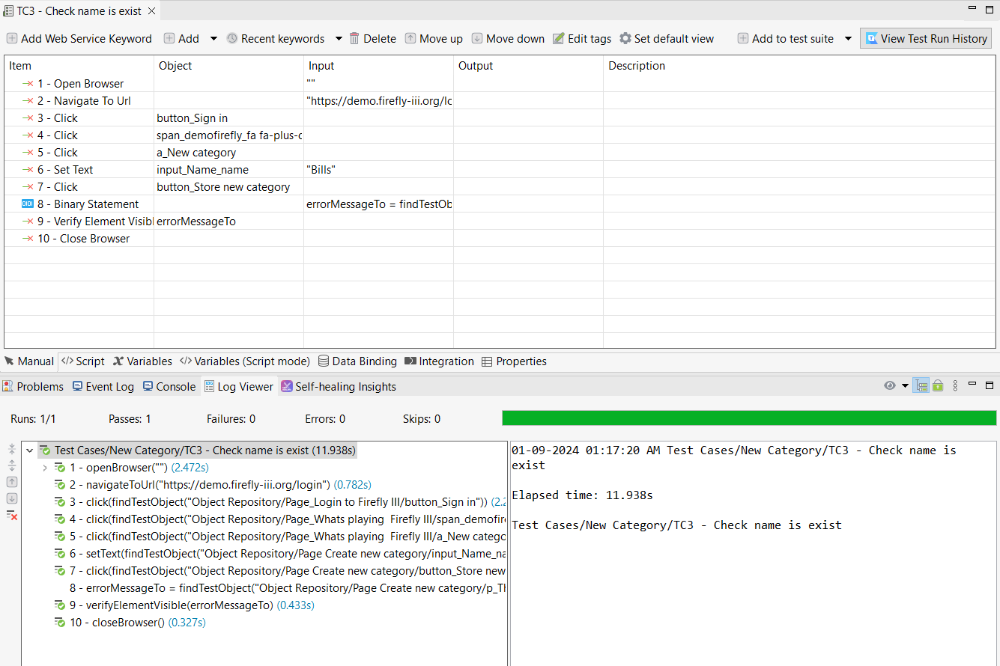 TC3 - Check name is exist
Add Web Service Keyword Add Recent keywords Delete Move up Move down Edit tags Set default view Add to test suite View Test Run History
Item Object Input Output Description
1 - Open Browser ""
2 - Navigate To Url "https://demo.firefly-iii.org/lo
3 - Click button_Sign in
4 - Click span_demofirefly_fa fa-plus-c
5 - Click a_New category
6 - Set Text input_Name_name "Bills"
7 - Click button_Store new category
8 - Binary Statement errorMessageTo = findTestOb
9 - Verify Element Visibl errorMessageTo
10 - Close Browser
Manual Script Variables Variables (Script mode) Data Binding Integration Properties
Problems Event Log Console Log Viewer Self-healing Insights
Runs: 1/1 Passes: 1 Failures: 0 Errors: 0 Skips: 0
Test Cases/New Category/TC3 - Check name is exist (11.938s)
1 - openBrowser("") (2.472s)
2 - navigateToUrl("https://demo.firefly-iii.org/login") (0.782s)
3 - click(findTestObject("Object Repository/Page_Login to Firefly III/button_Sign in")) (2.2
4 - click(findTestObject("Object Repository/Page_Whats playing  Firefly III/span_demofire
5 - click(findTestObject("Object Repository/Page_Whats playing  Firefly III/a_New catego
6 - setText(findTestObject("Object Repository/Page Create new category/input_Name_na
7 - click(findTestObject("Object Repository/Page Create new category/button_Store new
8 - errorMessageTo = findTestObject("Object Repository/Page Create new category/p_Th
9 - verifyElementVisible(errorMessageTo) (0.433s)
10 - closeBrowser() (0.327s)
01-09-2024 01:17:20 AM Test Cases/New Category/TC3 - Check name is
exist
Elapsed time: 11.938s
Test Cases/New Category/TC3 - Check name is exist